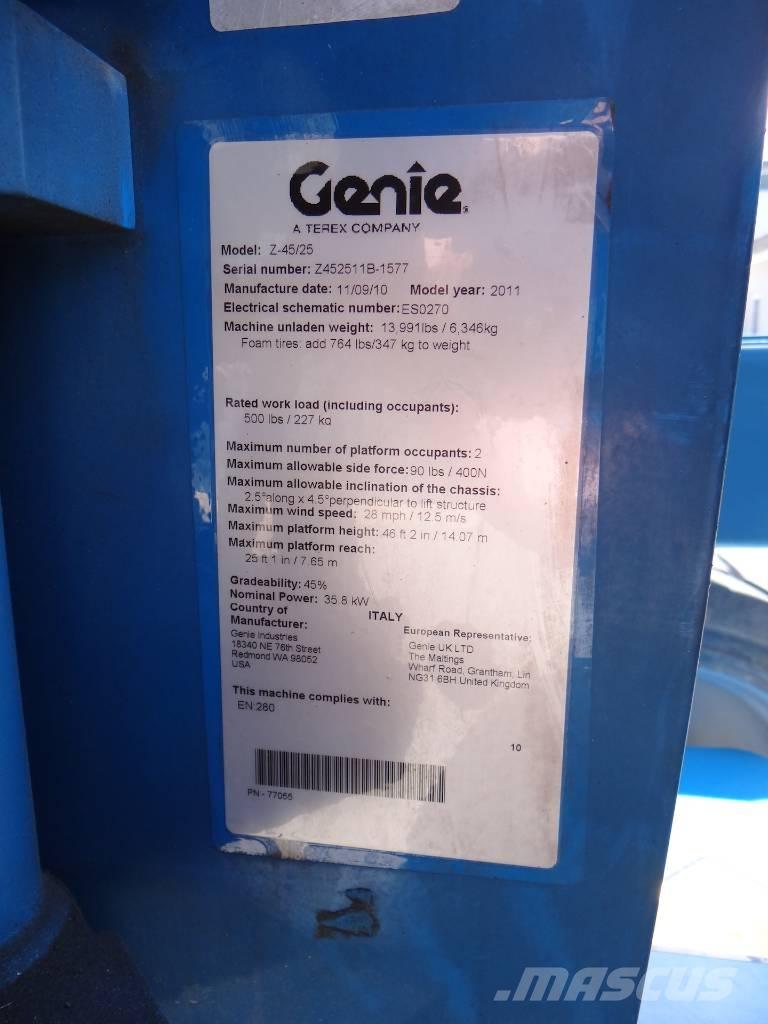 Genie
A TEREX COMPANY
Model: Z-45/25
Serial number: Z452511B-1577
Manufacture date: 11/09/10 Model year: 2011
Electrical schematic number: ES0270
Machine unladen weight: 13,991lbs / 6,346kg
Foam tires: add 764 lbs/347 kg to weight
Rated work load (including occupants):
500 lbs / 227 kg
Maximum number of platform occupants: 2
Maximum allowable side force: 90 lbs / 400N
Maximum allowable inclination of the chassis:
2.5°along x 4.5°perpendicular to lift structure
Maximum wind speed: 28 mph / 12.5 m/s
Maximum platform height: 46 ft 2 in / 14.07 m
Maximum platform reach:
25 ft 1 in / 7.65 m
Gradeability: 45%
Nominal Power: 35.8 kW
Country of
Manufacturer: ITALY
Genie Industries
18340 NE 76th Street
Redmond WA 98052
USA
European Representative:
Genie UK LTD
The Maltings
Wharf Road, Grantham, Lin
NG31 6BH United Kingdom
This machine complies with:
EN:280
10
PN - 77055
MASCUS